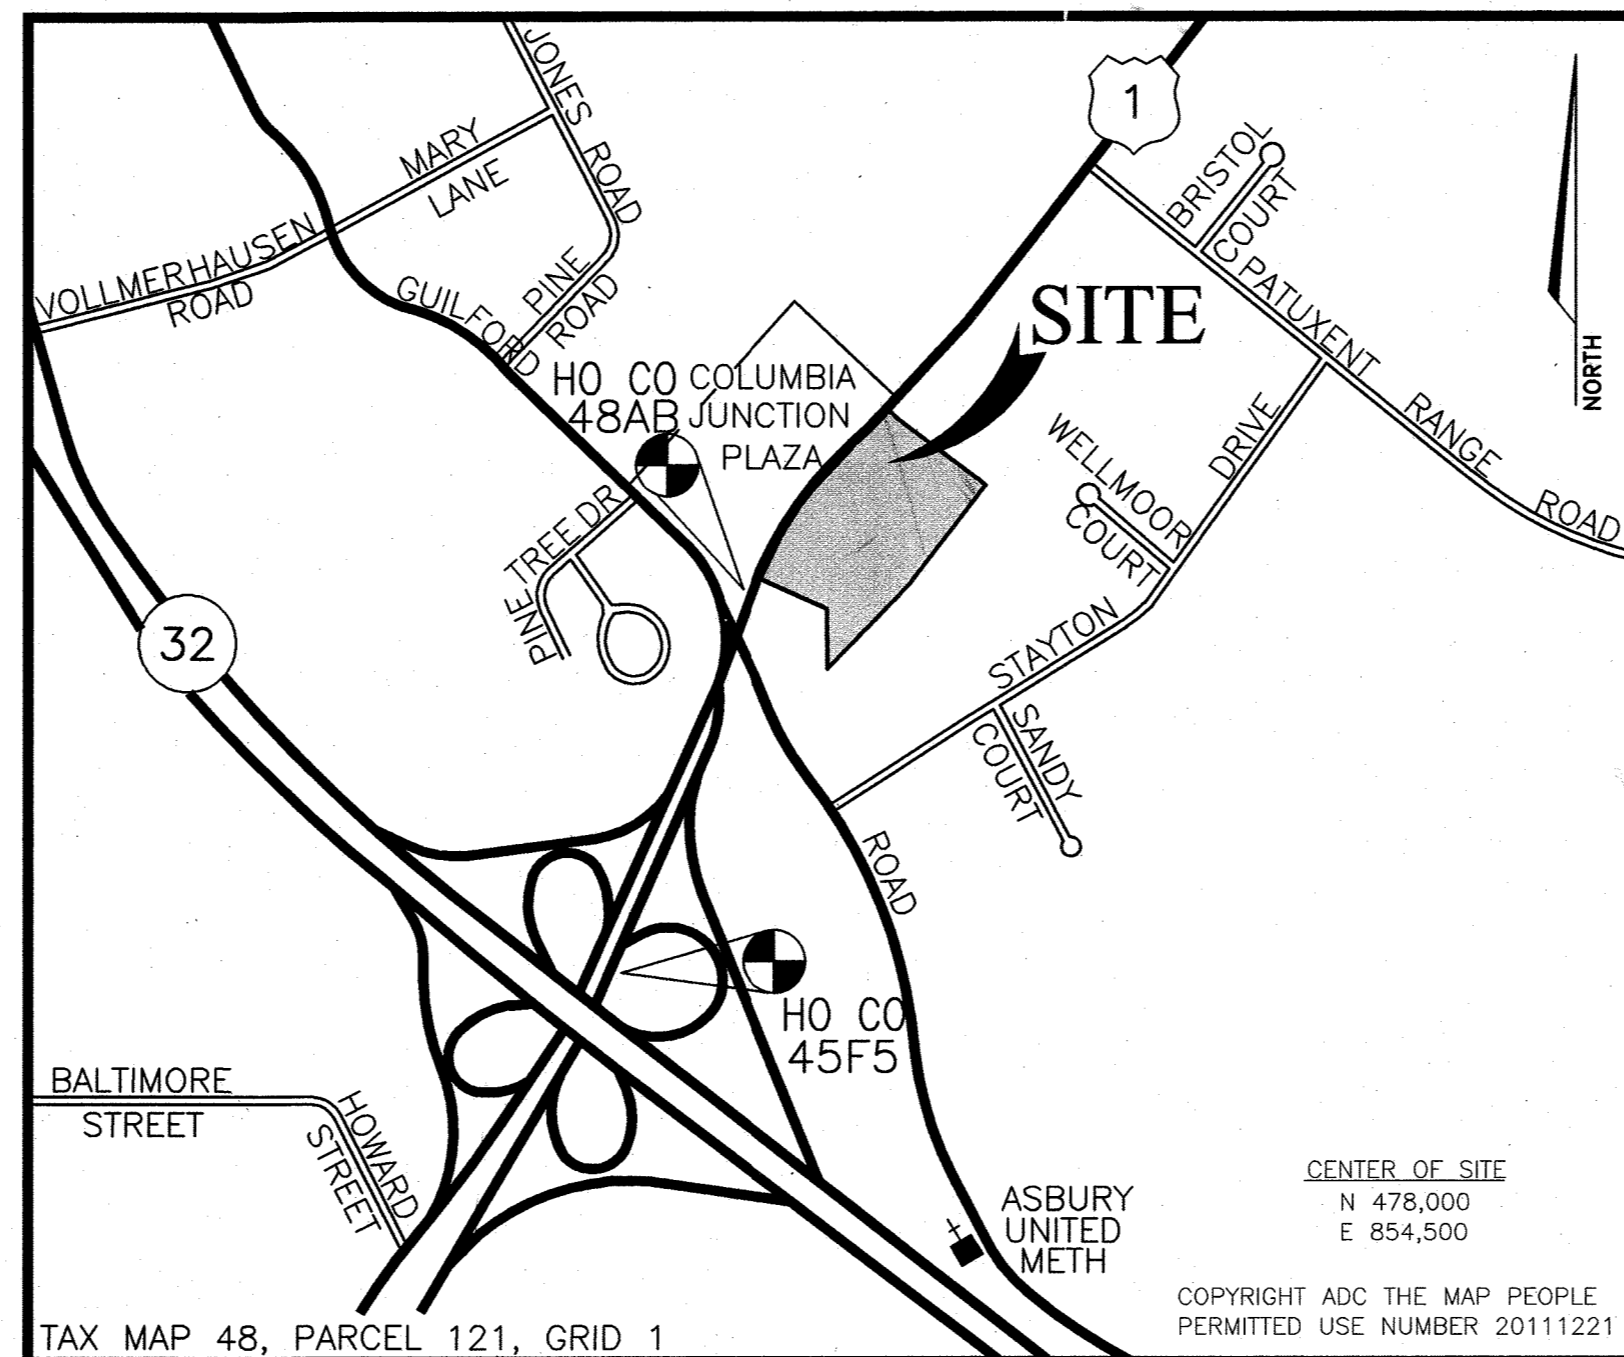 JONES ROAD
1
MARY
LANE
BRISTOL
COURT
VOLLMERHAUSEN
ROAD
GUILFORD
PINE
ROAD
PATUXENT RANGE ROAD
SITE
NORTH
HO CO
48AB
COLUMBIA
JUNCTION
PLAZA
WELLMOOR
COURT
STAYTON DRIVE
PINE TREE DR
32
SANDY
COURT
ROAD
HO CO
45F5
BALTIMORE
STREET
HOWARD
STREET
ASBURY
UNITED
METH
CENTER OF SITE
N 478,000
E 854,500
COPYRIGHT ADC THE MAP PEOPLE
PERMITTED USE NUMBER 20111221
TAX MAP 48, PARCEL 121, GRID 1